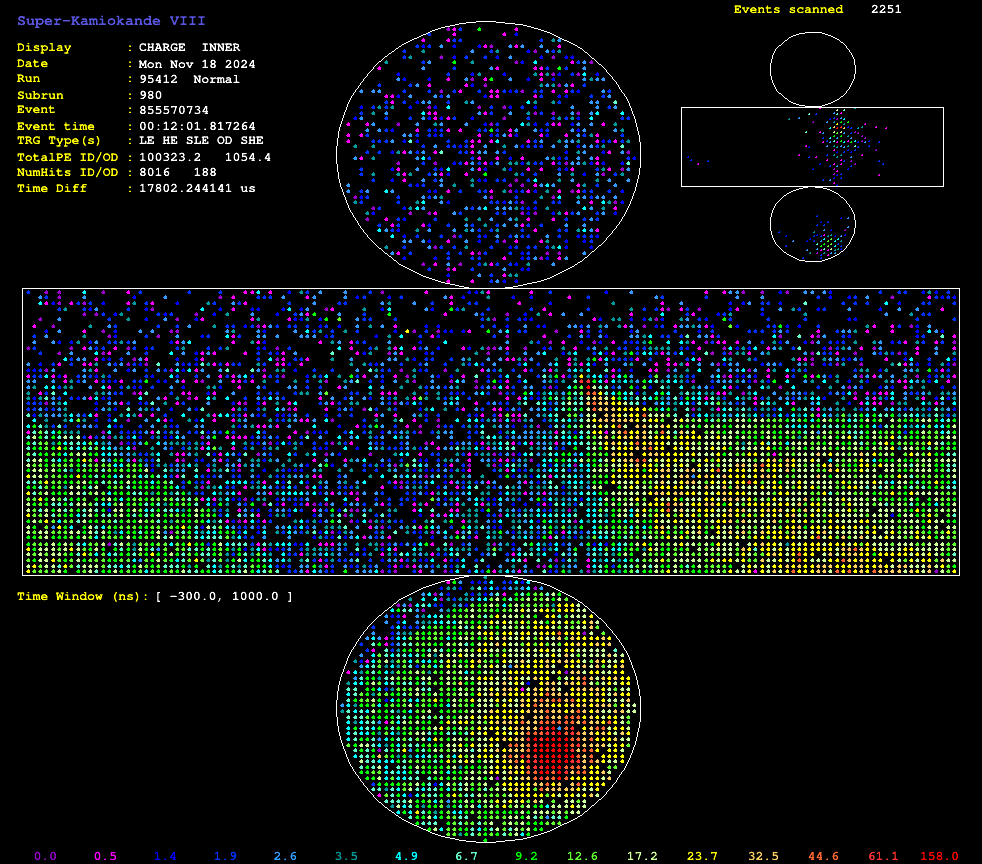 Super-Kamiokande VIII
Events scanned 2251
Display : CHARGE INNER
Date : Mon Nov 18 2024
Run : 95412 Normal
Subrun : 980
Event : 855570734
Event time : 00:12:01.817264
TRG Type(s) : LE HE SLE OD SHE
TotalPE ID/OD : 100323.2 1054.4
NumHits ID/OD : 8016 188
Time Diff : 17802.244141 us
Time Window (ns): [ -300.0, 1000.0 ]
0.0 0.5 1.4 1.9 2.6 3.5 4.9 6.7 9.2 12.6 17.2 23.7 32.5 44.6 61.1 158.0